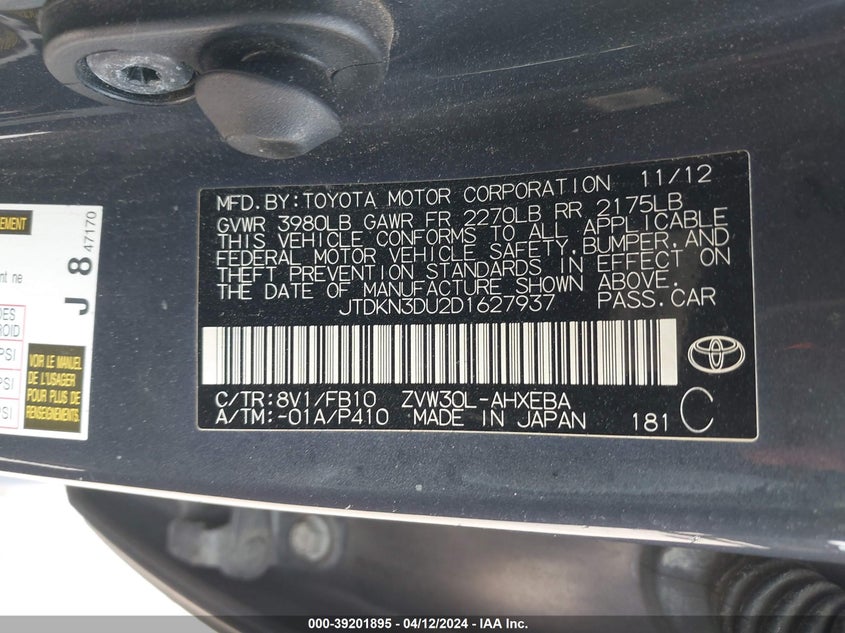 MFD.BY:TOYOTA MOTOR CORPORATION 11/12
GVWR 3980LB GAWR FR 2270LB RR 2175LB
THIS VEHICLE CONFORMS TO ALL APPLICABLE
FEDERAL MOTOR VEHICLE SAFETY,BUMPER,AND
THEFT PREVENTION STANDARDS IN EFFECT ON
THE DATE OF MANUFACTURE SHOWN ABOVE.
JTDKN3DU2D1627937 PASS.CAR
C/TR:8V1/FB10 ZVW30L-AHXEBA
A/TM:-01A/P410 MADE IN JAPAN 181 C
J 8 47170
VOIR LE MANUEL
DE L'USAGER
POUR PLUS DE
RENSEIGNEMENTS
000-39201895 - 04/12/2024 - IAA Inc.